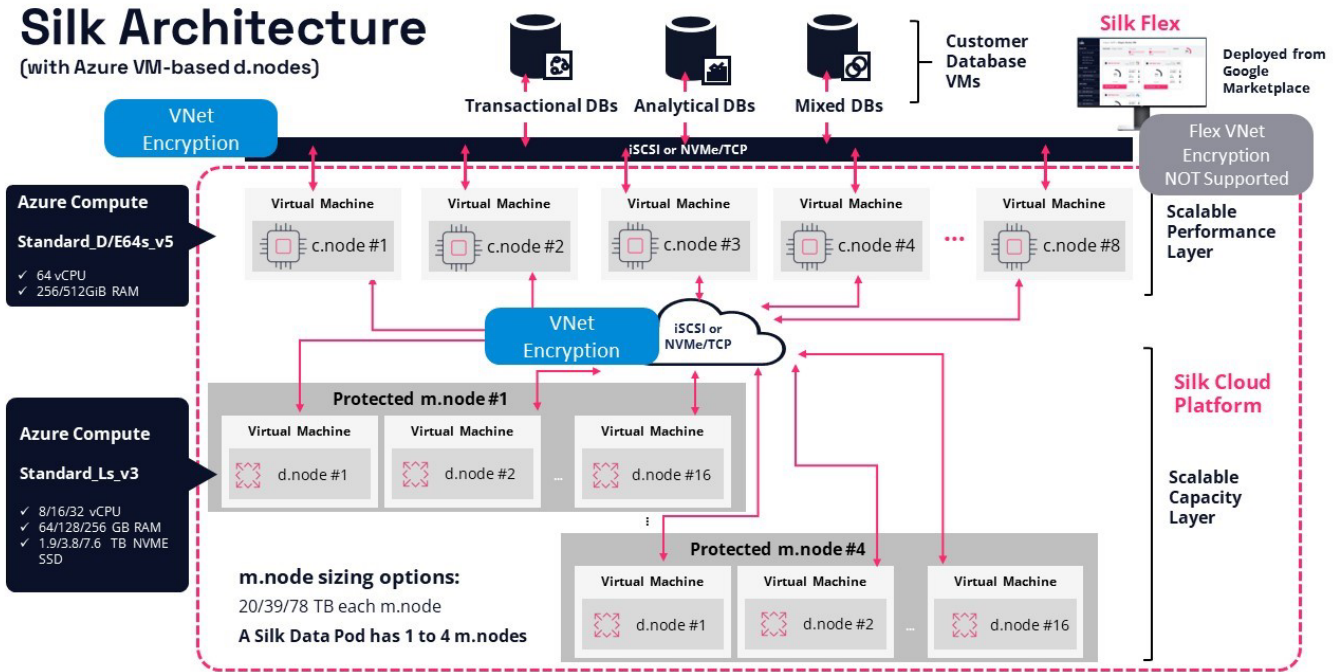 Silk Architecture
(with Azure VM-based d.nodes)
Transactional DBs
Analytical DBs
Mixed DBs
Customer
Database
VMs
Silk Flex
Deployed from
Google
Marketplace
VNet
Encryption
iSCSI or NVMe/TCP
Flex VNet
Encryption
NOT Supported
Azure Compute
Standard_D/E64s_v5
✓ 64 vCPU
✓ 256/512GiB RAM
Virtual Machine
c.node #1
Virtual Machine
c.node #2
Virtual Machine
c.node #3
Virtual Machine
c.node #4
...
Virtual Machine
c.node #8
Scalable
Performance
Layer
VNet
Encryption
iSCSI or
NVMe/TCP
Silk Cloud
Platform
Scalable
Capacity
Layer
Azure Compute
Standard_Ls_v3
✓ 8/16/32 vCPU
✓ 64/128/256 GB RAM
✓ 1.9/3.8/7.6 TB NVME
SSD
Protected m.node #1
Virtual Machine
d.node #1
Virtual Machine
d.node #2
...
Virtual Machine
d.node #16
...
Protected m.node #4
Virtual Machine
d.node #1
Virtual Machine
d.node #2
...
Virtual Machine
d.node #16
m.node sizing options:
20/39/78 TB each m.node
A Silk Data Pod has 1 to 4 m.nodes